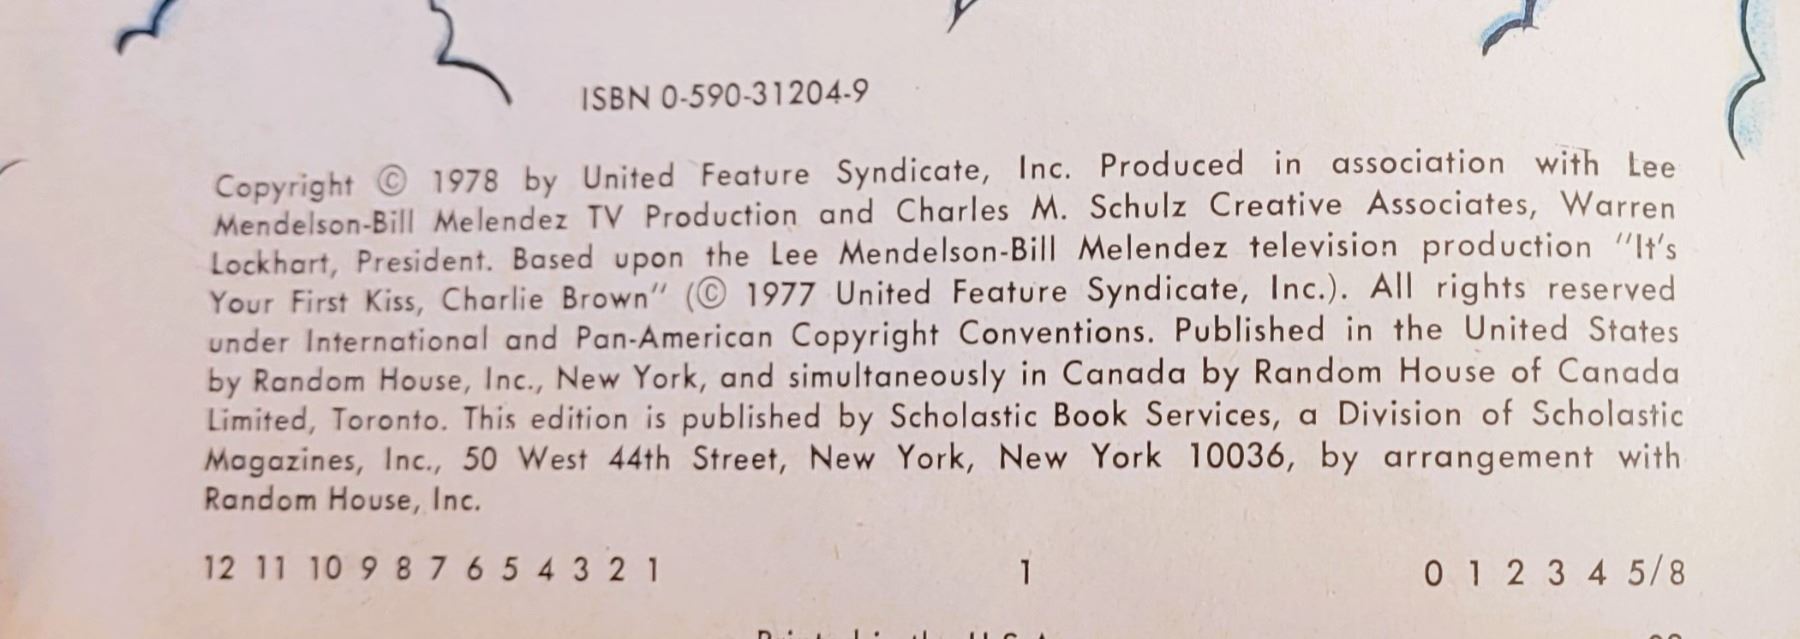 ISBN 0-590-31204-9
Copyright © 1978 by United Feature Syndicate, Inc. Produced in association with Lee
Mendelson-Bill Melendez TV Production and Charles M. Schulz Creative Associates, Warren
Lockhart, President. Based upon the Lee Mendelson-Bill Melendez television production "It's
Your First Kiss, Charlie Brown" (© 1977 United Feature Syndicate, Inc.). All rights reserved
under International and Pan-American Copyright Conventions. Published in the United States
by Random House, Inc., New York, and simultaneously in Canada by Random House of Canada
Limited, Toronto. This edition is published by Scholastic Book Services, a Division of Scholastic
Magazines, Inc., 50 West 44th Street, New York, New York 10036, by arrangement with
Random House, Inc.
12 11 10 9 8 7 6 5 4 3 2 1 1 0 1 2 3 4 5/8